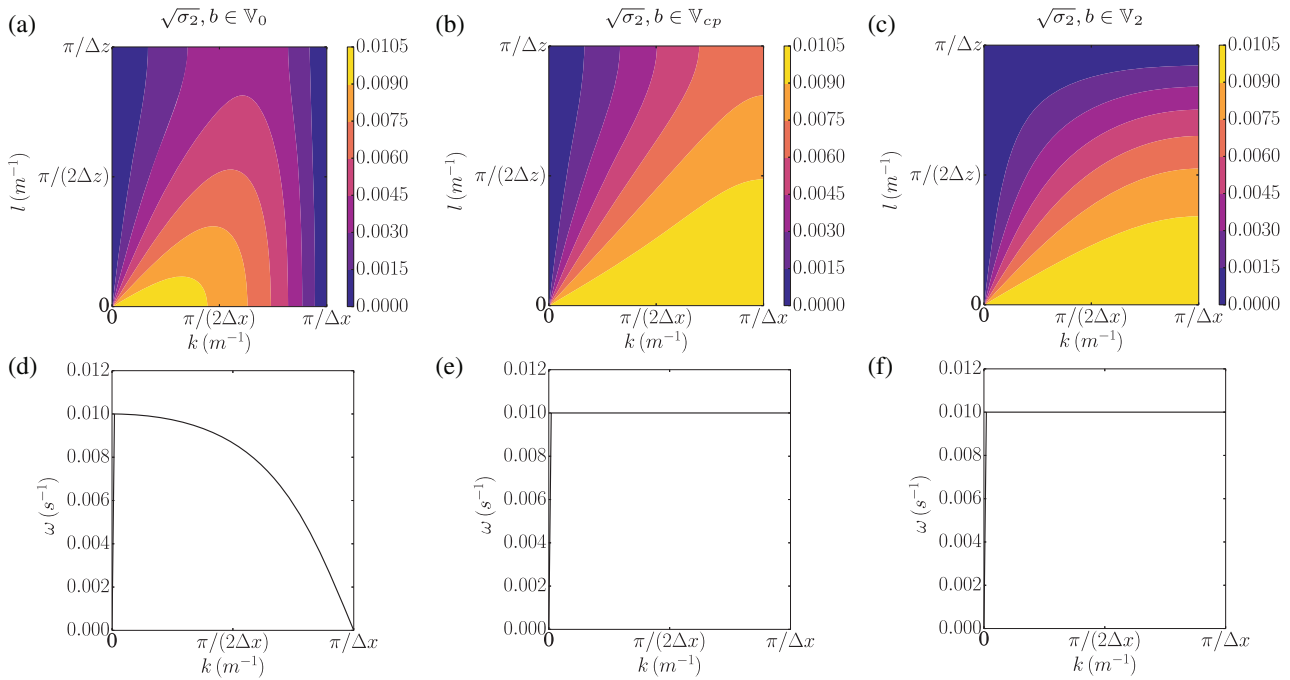 (a)
√σ₂, b ∈ 𝕍₀
π/Δz
π/(2Δz)
0
l (m⁻¹)
0
π/(2Δx)
π/Δx
k (m⁻¹)
0.0105
0.0090
0.0075
0.0060
0.0045
0.0030
0.0015
0.0000
(b)
√σ₂, b ∈ 𝕍cp
π/Δz
π/(2Δz)
0
l (m⁻¹)
0
π/(2Δx)
π/Δx
k (m⁻¹)
0.0105
0.0090
0.0075
0.0060
0.0045
0.0030
0.0015
0.0000
(c)
√σ₂, b ∈ 𝕍₂
π/Δz
π/(2Δz)
0
l (m⁻¹)
0
π/(2Δx)
π/Δx
k (m⁻¹)
0.0105
0.0090
0.0075
0.0060
0.0045
0.0030
0.0015
0.0000
(d)
0.012
0.010
0.008
0.006
0.004
0.002
0.000
ω (s⁻¹)
0
π/(2Δx)
π/Δx
k (m⁻¹)
(e)
0.012
0.010
0.008
0.006
0.004
0.002
0.000
ω (s⁻¹)
0
π/(2Δx)
π/Δx
k (m⁻¹)
(f)
0.012
0.010
0.008
0.006
0.004
0.002
0.000
ω (s⁻¹)
0
π/(2Δx)
π/Δx
k (m⁻¹)